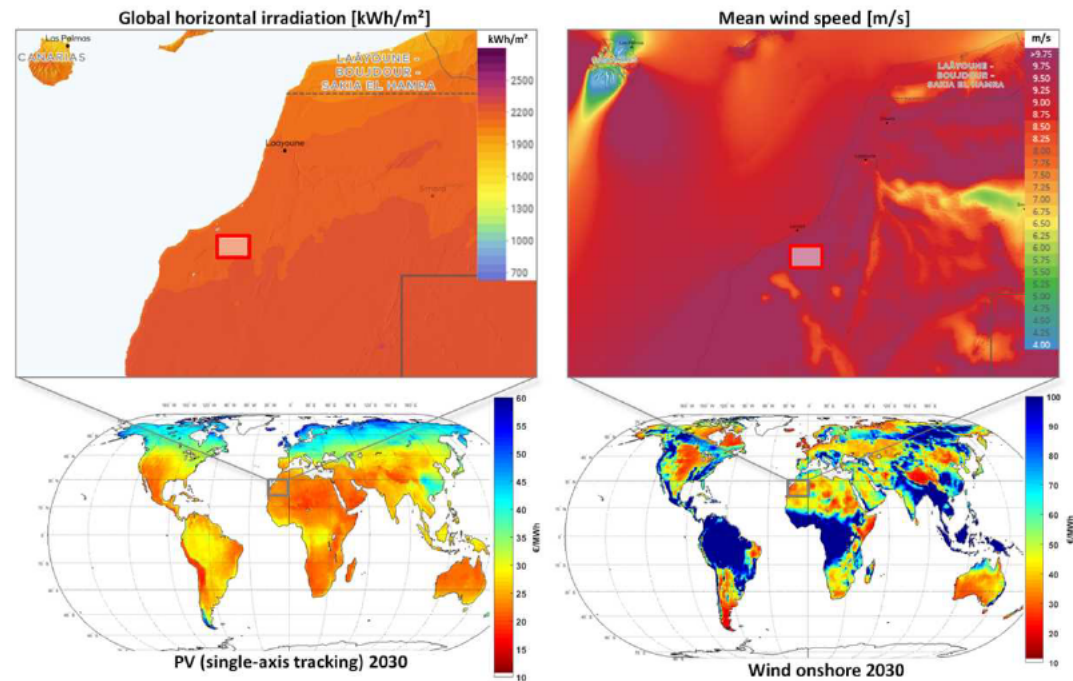 Global horizontal irradiation [kWh/m²]
Mean wind speed [m/s]
Las Palmas
CANARIAS
LAÂYOUNE -
BOUJDOUR -
SAKIA EL HAMRA
Laâyoune
kWh/m²
2500
2200
1900
1600
1300
1000
700
Las Palmas
LAÂYOUNE -
BOUJDOUR -
SAKIA EL HAMRA
m/s
>9.75
9.75
9.50
9.25
9.00
8.75
8.50
8.25
8.00
7.75
7.50
7.25
7.00
6.75
6.50
6.25
6.00
5.75
5.50
5.25
5.00
4.75
4.50
4.25
4.00
60
55
50
45
40
35
30
25
20
15
10
€/MWh
PV (single-axis tracking) 2030
100
90
80
70
60
50
40
30
20
10
€/MWh
Wind onshore 2030